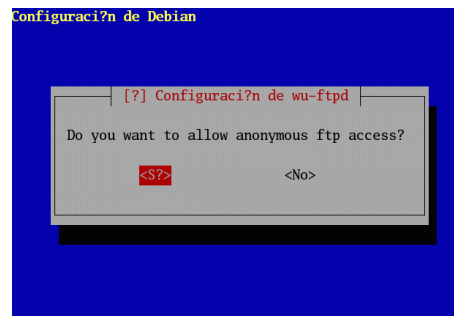 Configuraci?n de Debian
[?] Configuraci?n de wu-ftpd
Do you want to allow anonymous ftp access?
<S?> <No>